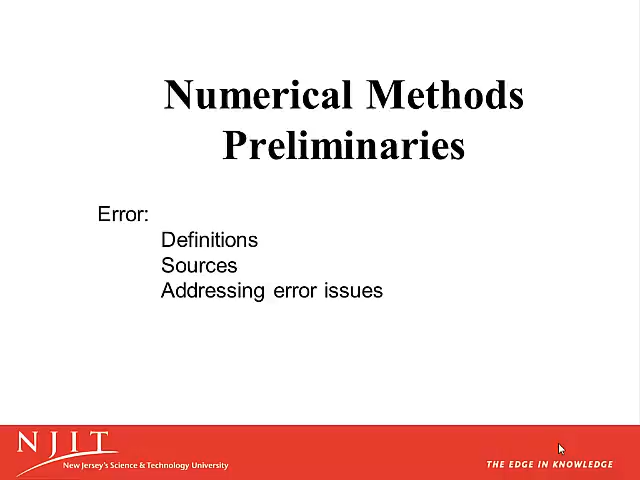 Numerical Methods
Preliminaries
Error:
Definitions
Sources
Addressing error issues
NJIT
New Jersey's Science & Technology University
THE EDGE IN KNOWLEDGE